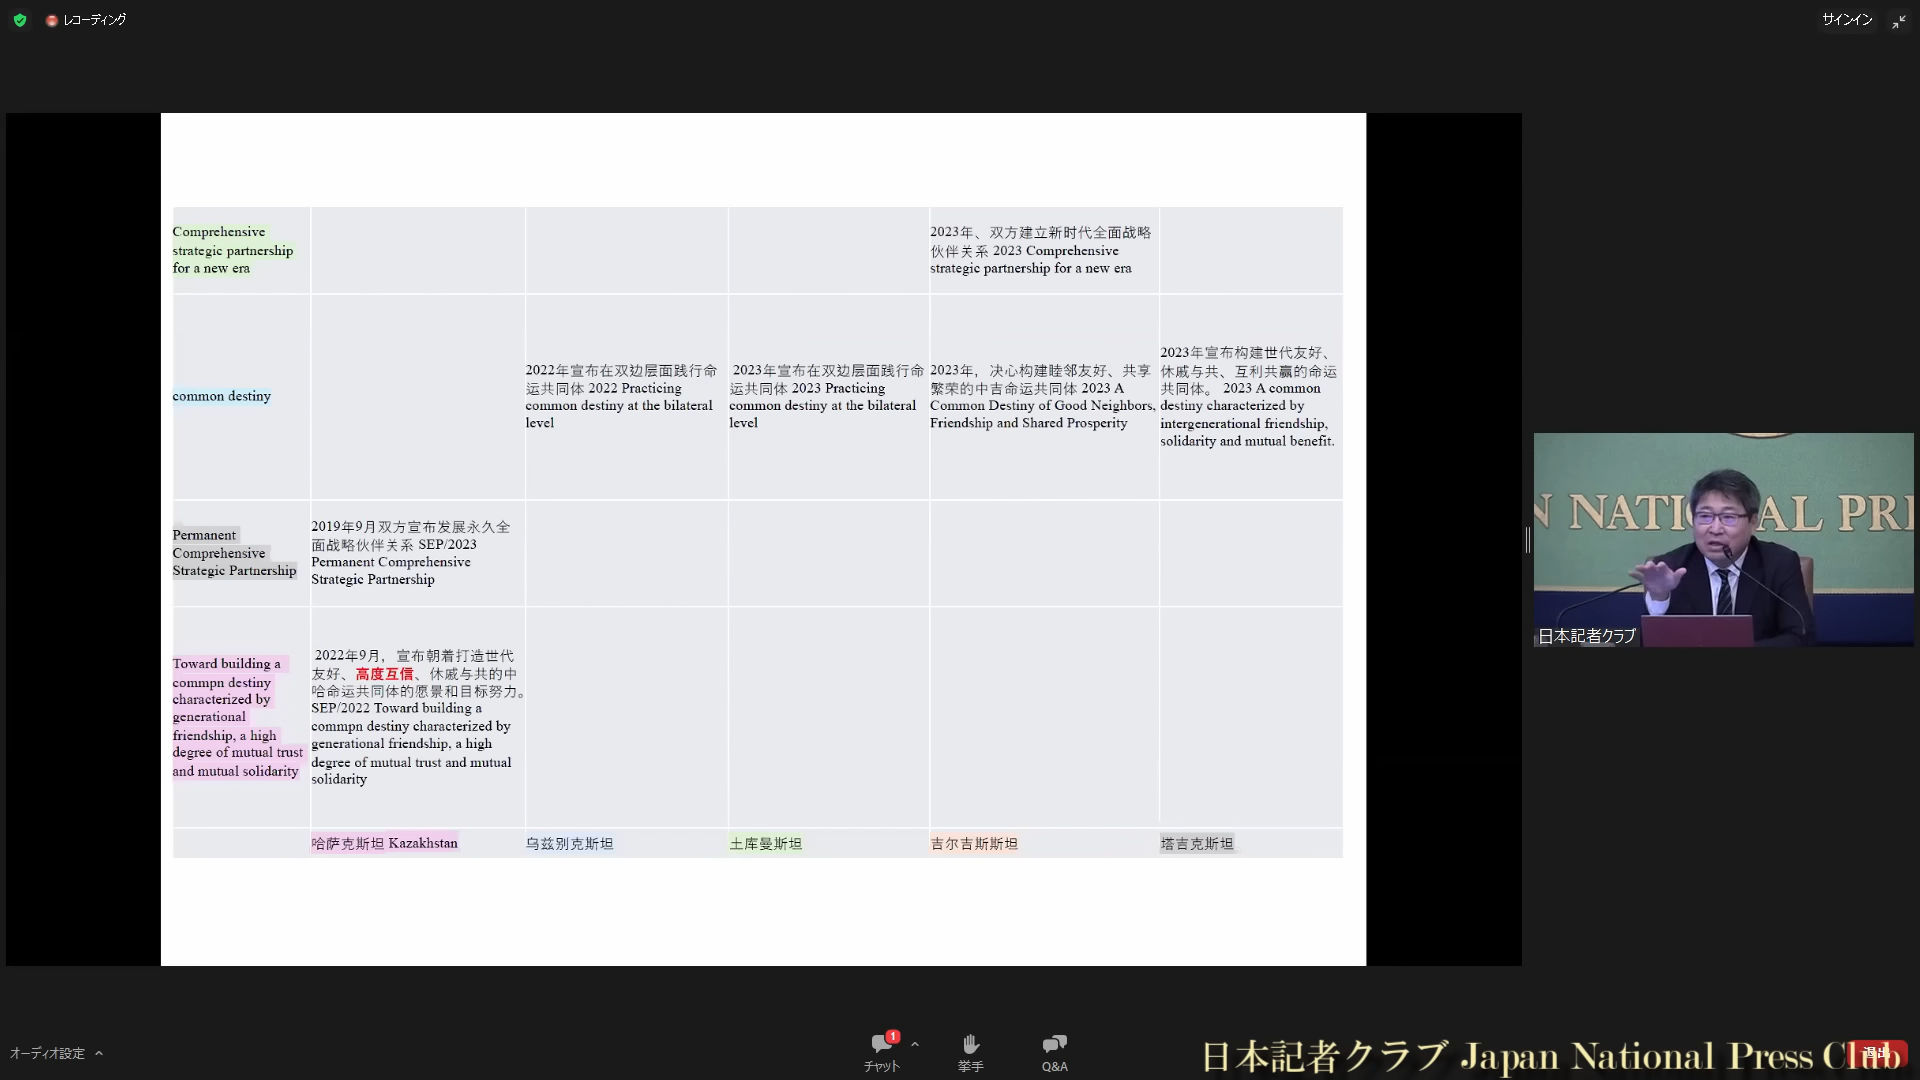 レコーディング
サインイン
Comprehensive
strategic partnership
for a new era
2023年、双方建立新时代全面战略
伙伴关系 2023 Comprehensive
strategic partnership for a new era
common destiny
2022年宣布在双边层面践行命
运共同体 2022 Practicing
common destiny at the bilateral
level
2023年宣布在双边层面践行命
运共同体 2023 Practicing
common destiny at the bilateral
level
2023年，决心构建睦邻友好、共享
繁荣的中吉命运共同体 2023 A
Common Destiny of Good Neighbors,
Friendship and Shared Prosperity
2023年宣布构建世代友好、
休戚与共、互利共赢的命运
共同体。 2023 A common
destiny characterized by
intergenerational friendship,
solidarity and mutual benefit.
Permanent
Comprehensive
Strategic Partnership
2019年9月双方宣布发展永久全
面战略伙伴关系 SEP/2023
Permanent Comprehensive
Strategic Partnership
Toward building a
commpn destiny
characterized by
generational
friendship, a high
degree of mutual trust
and mutual solidarity
2022年9月，宣布朝着打造世代
友好、高度互信、休戚与共的中
哈命运共同体的愿景和目标努力。
SEP/2022 Toward building a
commpn destiny characterized by
generational friendship, a high
degree of mutual trust and mutual
solidarity
哈萨克斯坦 Kazakhstan
乌兹别克斯坦
土库曼斯坦
吉尔吉斯斯坦
塔吉克斯坦
N NATIONAL PRE
日本記者クラブ
オーディオ設定
1
チャット
挙手
Q&A
日本記者クラブ Japan National Press Club
退出